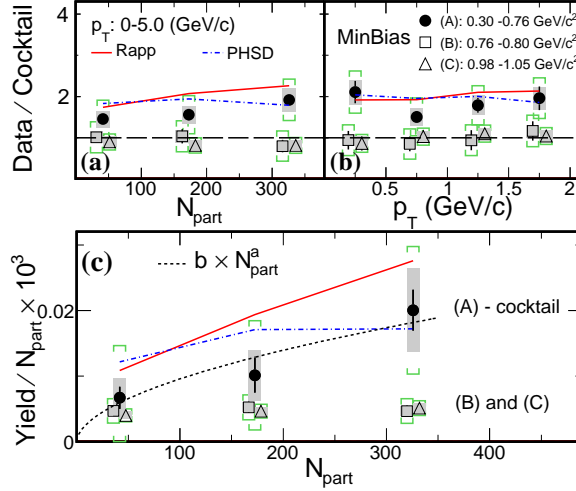 p_T: 0-5.0 (GeV/c)
Rapp
PHSD
MinBias
(A): 0.30 -0.76 GeV/c²
(B): 0.76 -0.80 GeV/c²
(C): 0.98 -1.05 GeV/c²
Data / Cocktail
4
2
(a)
(b)
100 200 300
0.5 1 1.5 2
N_part
p_T (GeV/c)
(c)
b × N^a_part
(A) - cocktail
(B) and (C)
Yield / N_part × 10³
0.02
0
0 100 200 300 400
N_part